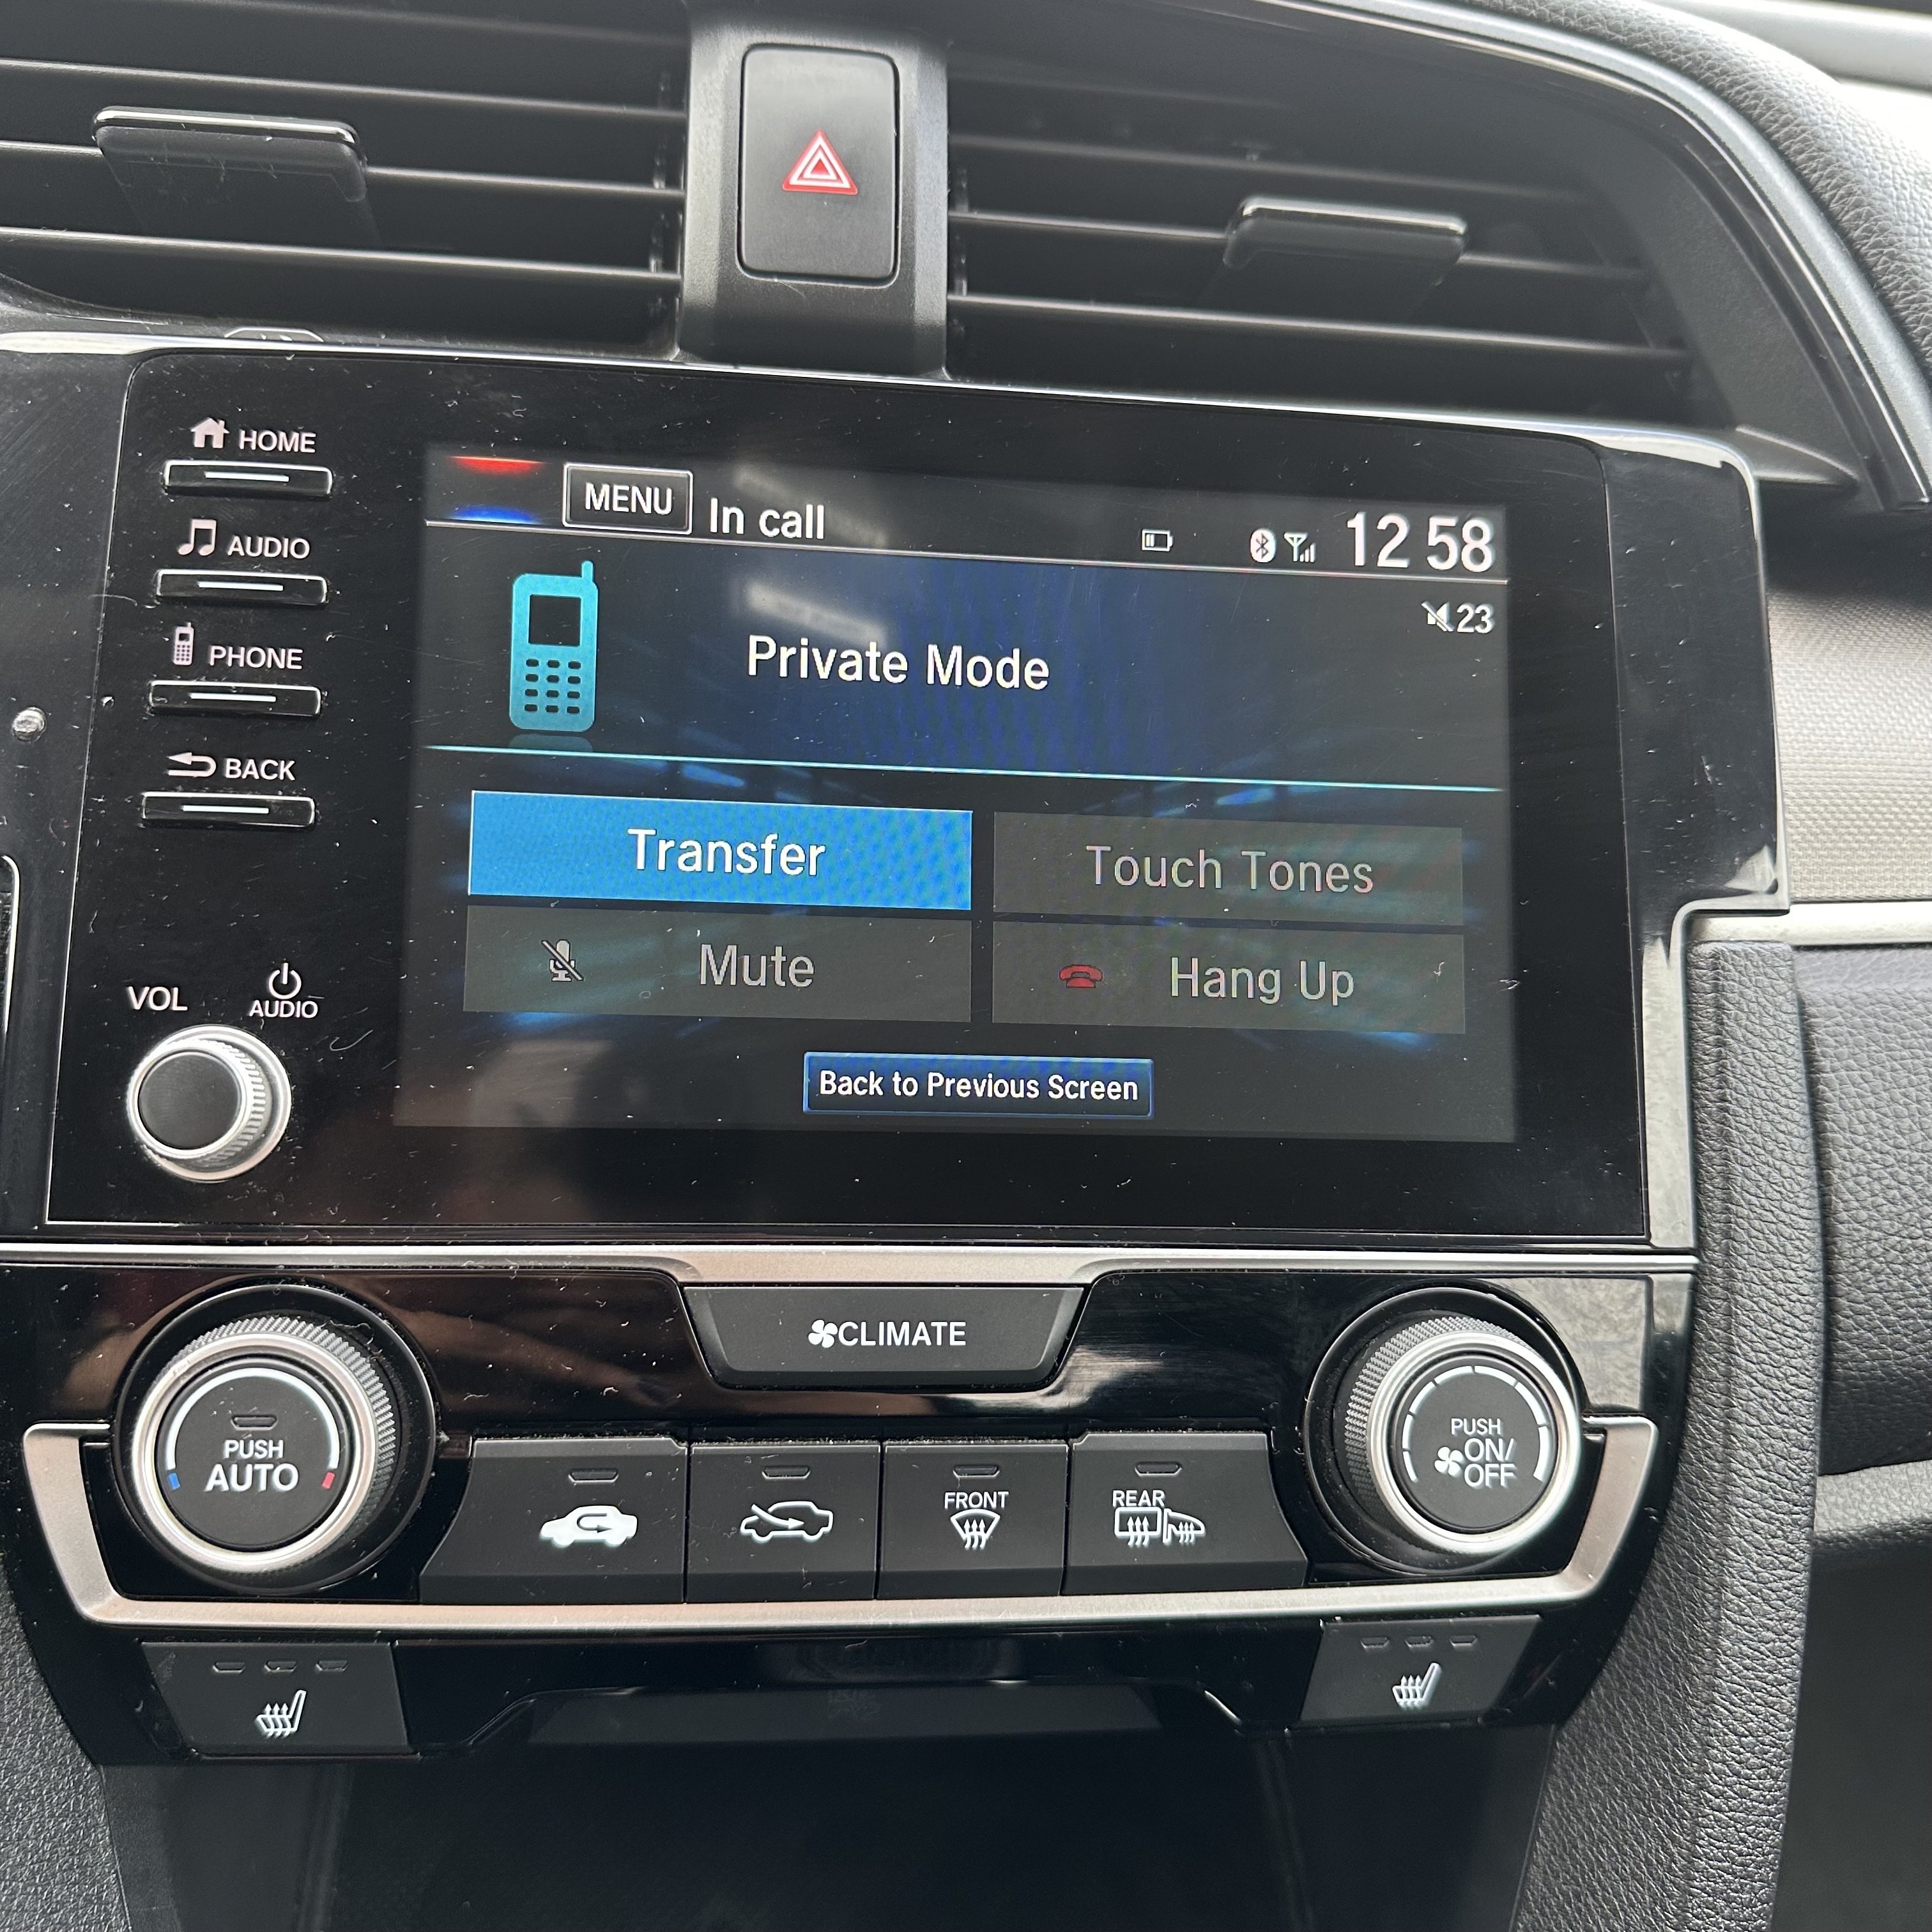 HOME
AUDIO
PHONE
BACK
VOL
AUDIO
MENU
In call
12 58
23
Private Mode
Transfer
Touch Tones
Mute
Hang Up
Back to Previous Screen
CLIMATE
PUSH
AUTO
FRONT
REAR
PUSH
ON/
OFF